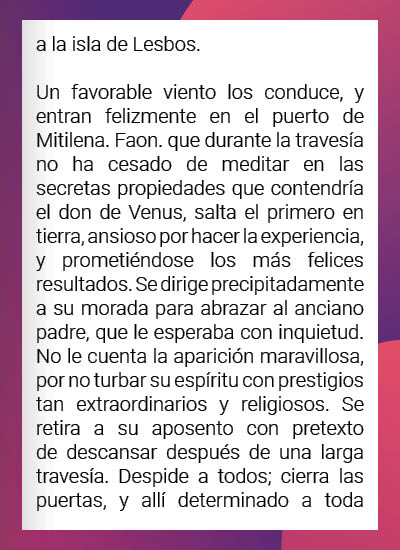 a la isla de Lesbos.
Un favorable viento los conduce, y
entran felizmente en el puerto de
Mitilena. Faon. que durante la travesía
no ha cesado de meditar en las
secretas propiedades que contendría
el don de Venus, salta el primero en
tierra, ansioso por hacer la experiencia,
y prometiéndose los más felices
resultados. Se dirige precipitadamente
a su morada para abrazar al anciano
padre, que le esperaba con inquietud.
No le cuenta la aparición maravillosa,
por no turbar su espíritu con prestigios
tan extraordinarios y religiosos. Se
retira a su aposento con pretexto
de descansar después de una larga
travesía. Despide a todos; cierra las
puertas, y allí determinado a toda